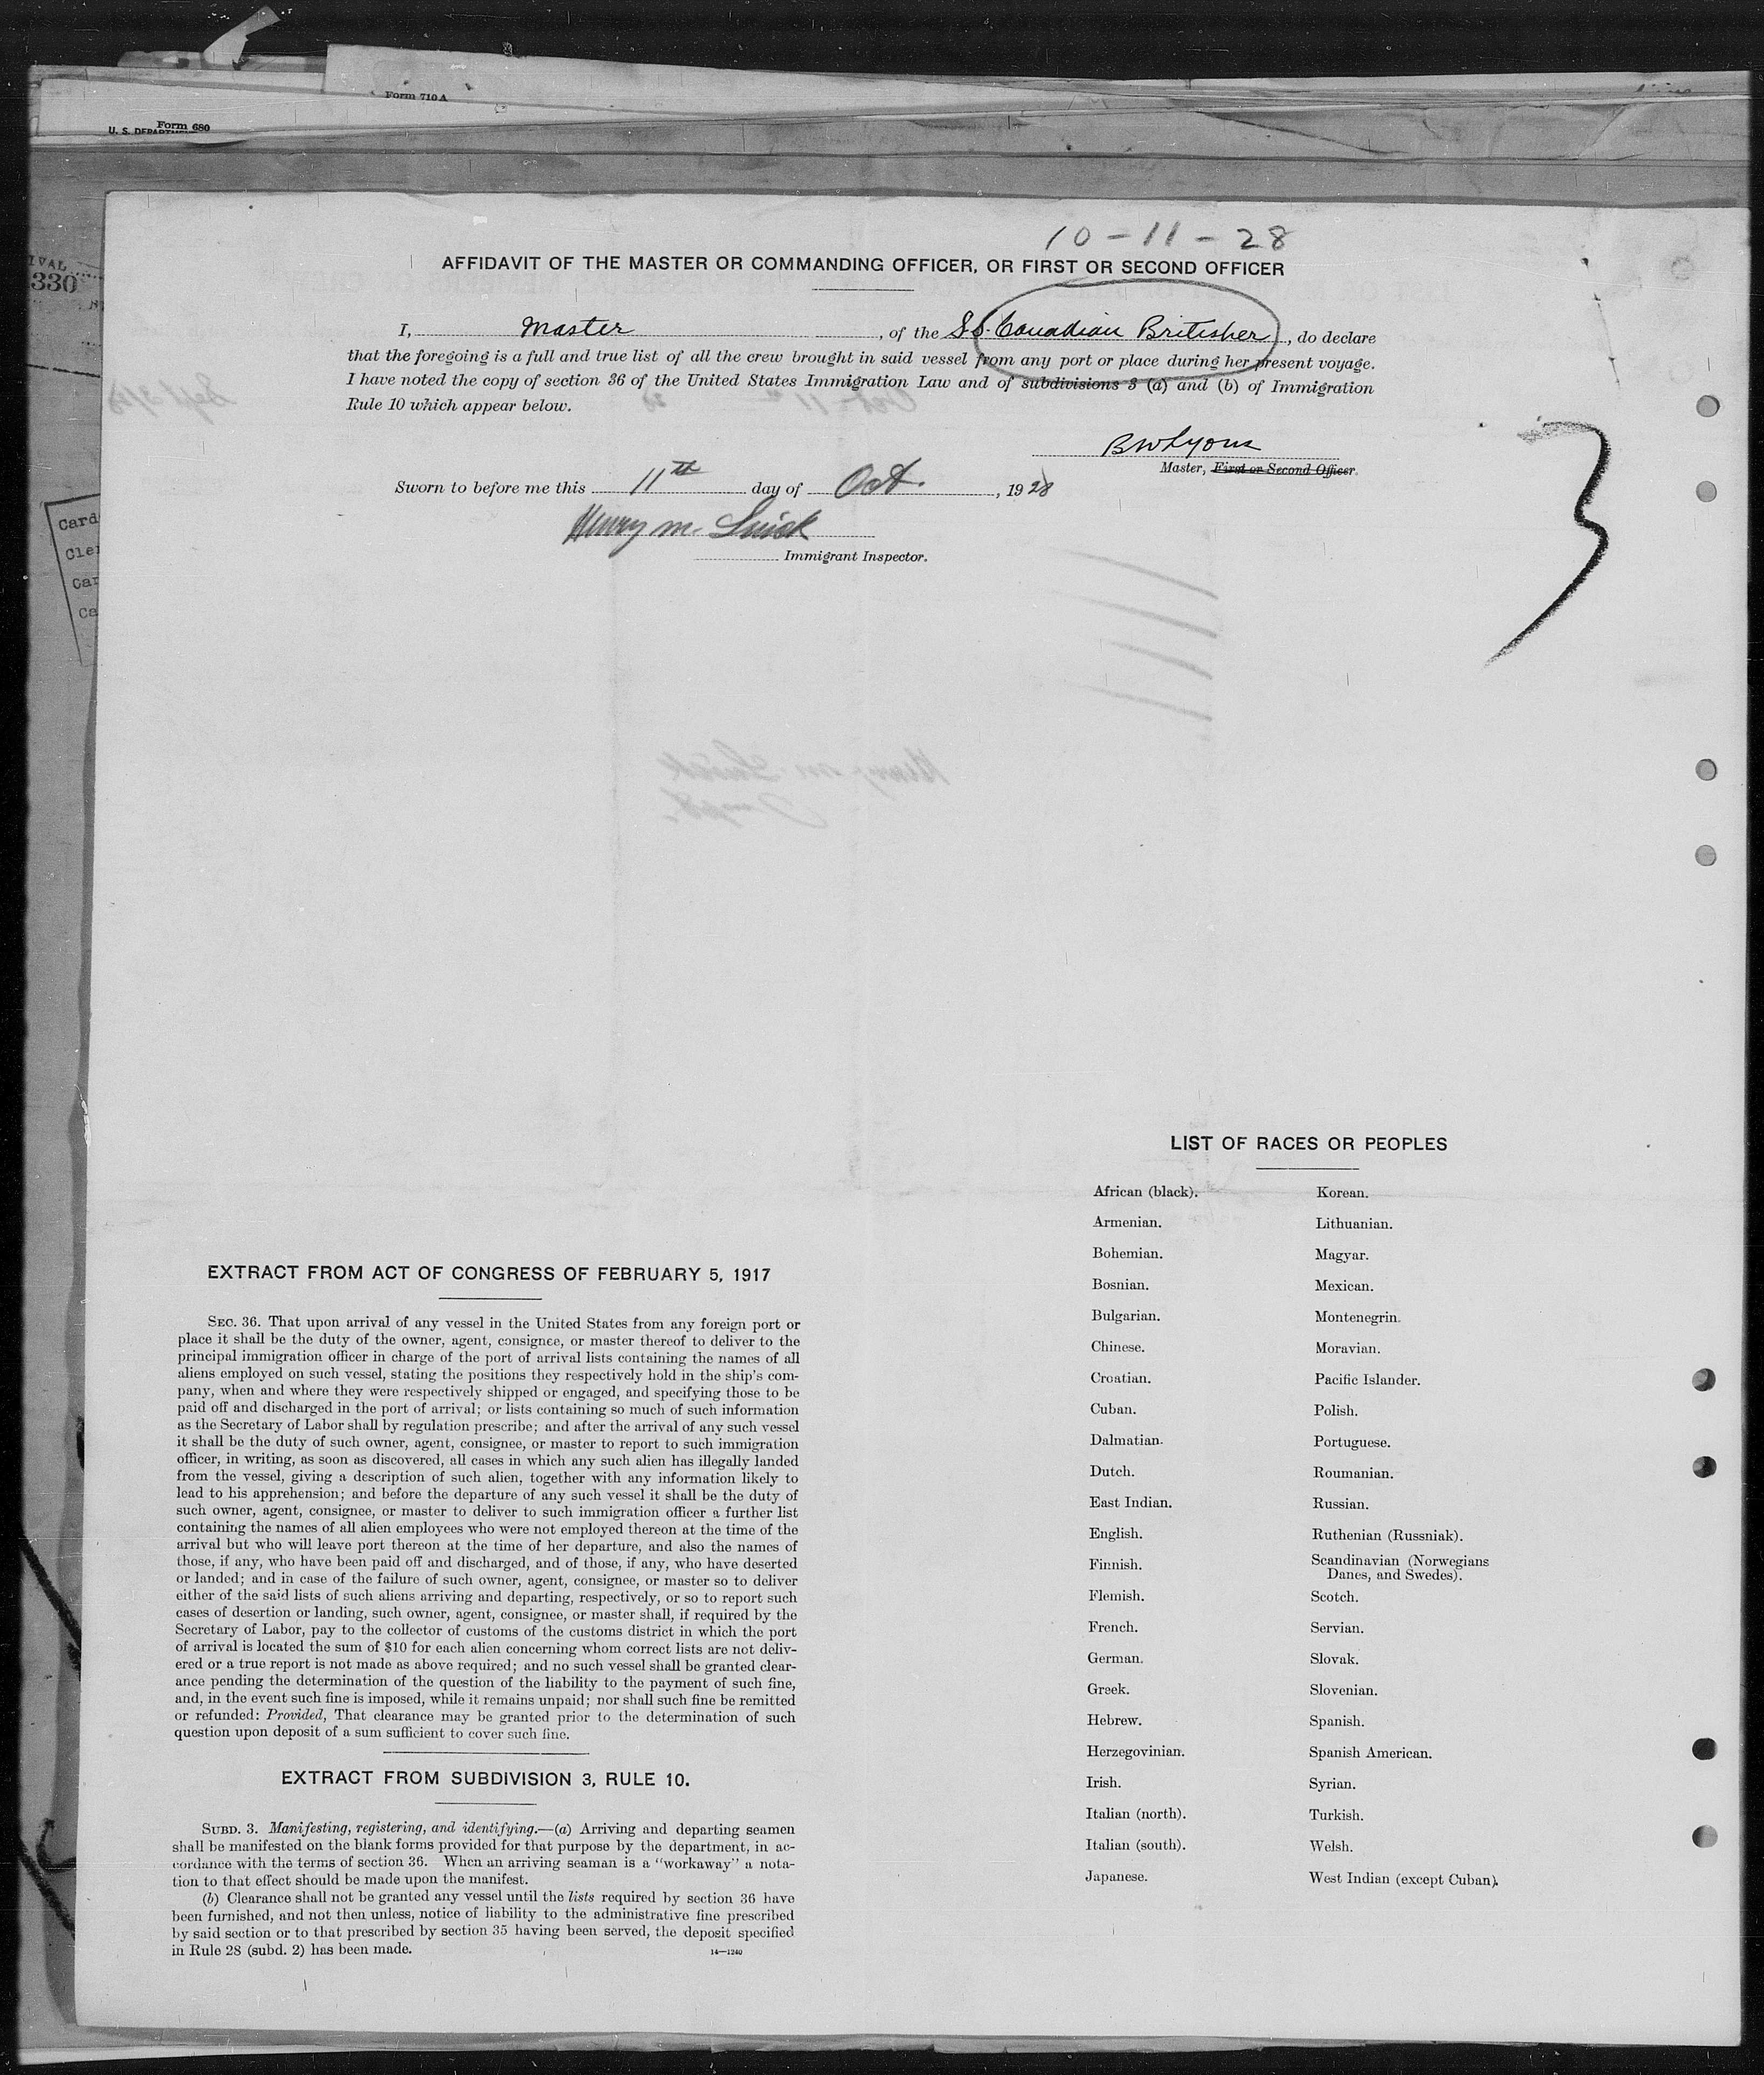 Form 710 A
Form 680
U. S. DEPARTMENT
IVAL
330
Card
Cler
Car
Ca
10-11-28
AFFIDAVIT OF THE MASTER OR COMMANDING OFFICER, OR FIRST OR SECOND OFFICER
I, Master, of the SS. Canadian Britisher, do declare
that the foregoing is a full and true list of all the crew brought in said vessel from any port or place during her present voyage.
I have noted the copy of section 36 of the United States Immigration Law and of subdivisions 3 (a) and (b) of Immigration
Rule 10 which appear below.
BW Lyons
Master, First or Second Officer.
Sworn to before me this 11th day of Oct., 1928
Henry M.
Immigrant Inspector.
3
EXTRACT FROM ACT OF CONGRESS OF FEBRUARY 5, 1917
SEC. 36. That upon arrival of any vessel in the United States from any foreign port or
place it shall be the duty of the owner, agent, consignee, or master thereof to deliver to the
principal immigration officer in charge of the port of arrival lists containing the names of all
aliens employed on such vessel, stating the positions they respectively hold in the ship's com-
pany, when and where they were respectively shipped or engaged, and specifying those to be
paid off and discharged in the port of arrival; or lists containing so much of such information
as the Secretary of Labor shall by regulation prescribe; and after the arrival of any such vessel
it shall be the duty of such owner, agent, consignee, or master to report to such immigration
officer, in writing, as soon as discovered, all cases in which any such alien has illegally landed
from the vessel, giving a description of such alien, together with any information likely to
lead to his apprehension; and before the departure of any such vessel it shall be the duty of
such owner, agent, consignee, or master to deliver to such immigration officer a further list
containing the names of all alien employees who were not employed thereon at the time of the
arrival but who will leave port thereon at the time of her departure, and also the names of
those, if any, who have been paid off and discharged, and of those, if any, who have deserted
or landed; and in case of the failure of such owner, agent, consignee, or master so to deliver
either of the said lists of such aliens arriving and departing, respectively, or so to report such
cases of desertion or landing, such owner, agent, consignee, or master shall, if required by the
Secretary of Labor, pay to the collector of customs of the customs district in which the port
of arrival is located the sum of $10 for each alien concerning whom correct lists are not deliv-
ered or a true report is not made as above required; and no such vessel shall be granted clear-
ance pending the determination of the question of the liability to the payment of such fine,
and, in the event such fine is imposed, while it remains unpaid; nor shall such fine be remitted
or refunded: Provided, That clearance may be granted prior to the determination of such
question upon deposit of a sum sufficient to cover such fine.
EXTRACT FROM SUBDIVISION 3, RULE 10.
SUBD. 3. Manifesting, registering, and identifying.—(a) Arriving and departing seamen
shall be manifested on the blank forms provided for that purpose by the department, in ac-
cordance with the terms of section 36. When an arriving seaman is a "workaway" a nota-
tion to that effect should be made upon the manifest.
(b) Clearance shall not be granted any vessel until the lists required by section 36 have
been furnished, and not then unless, notice of liability to the administrative fine prescribed
by said section or to that prescribed by section 35 having been served, the deposit specified
in Rule 28 (subd. 2) has been made.
14—1240
LIST OF RACES OR PEOPLES
African (black).
Armenian.
Bohemian.
Bosnian.
Bulgarian.
Chinese.
Croatian.
Cuban.
Dalmatian.
Dutch.
East Indian.
English.
Finnish.
Flemish.
French.
German.
Greek.
Hebrew.
Herzegovinian.
Irish.
Italian (north).
Italian (south).
Japanese.
Korean.
Lithuanian.
Magyar.
Mexican.
Montenegrin.
Moravian.
Pacific Islander.
Polish.
Portuguese.
Roumanian.
Russian.
Ruthenian (Russniak).
Scandinavian (Norwegians
Danes, and Swedes).
Scotch.
Servian.
Slovak.
Slovenian.
Spanish.
Spanish American.
Syrian.
Turkish.
Welsh.
West Indian (except Cuban).